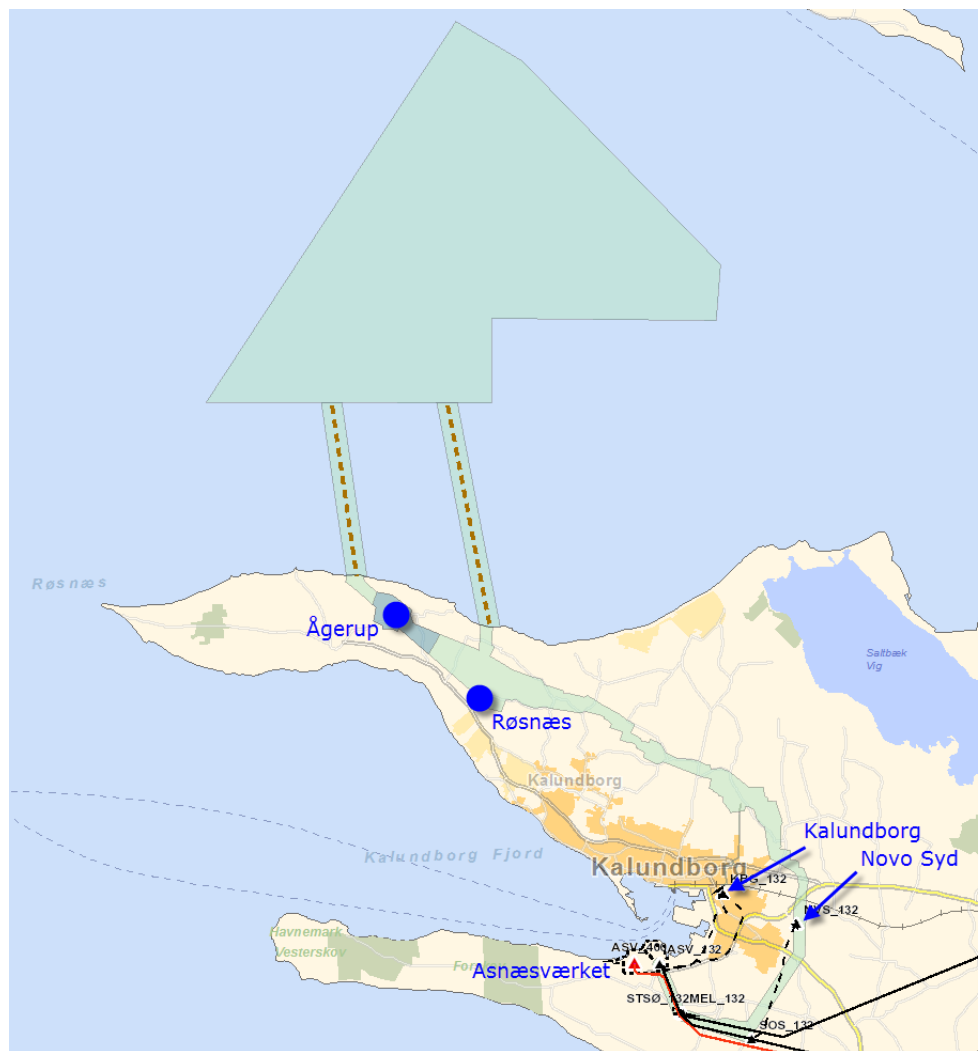 Røsnæs
Ågerup
Røsnæs
Saltbæk
Vig
Kalundborg
Kalundborg
Novo Syd
Kalundborg Fjord
Kalundborg
KBG_132
NVS_132
Havnemark
Vesterskov
ASV_400
ASV_132
Asnæsværket
STSØ_132
MEL_132
SOS_132